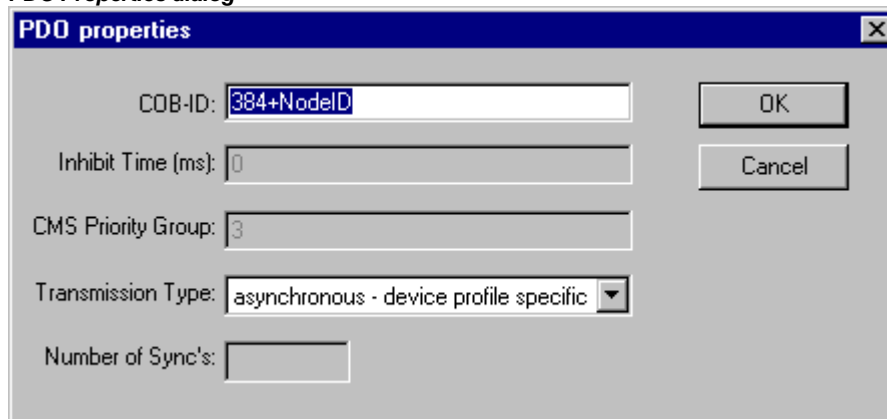 PDO Properties dialog
PDO properties
COB-ID: 384+NodeID
OK
Inhibit Time (ms): 0
Cancel
CMS Priority Group: 3
Transmission Type: asynchronous - device profile specific
Number of Sync's: